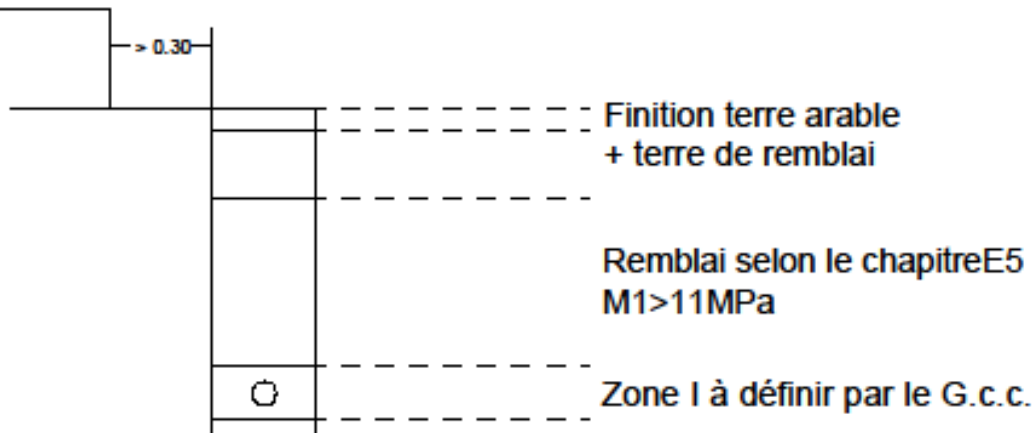 > 0.30
Finition terre arable
+ terre de remblai
Remblai selon le chapitreE5
M1>11MPa
Zone I à définir par le G.c.c.